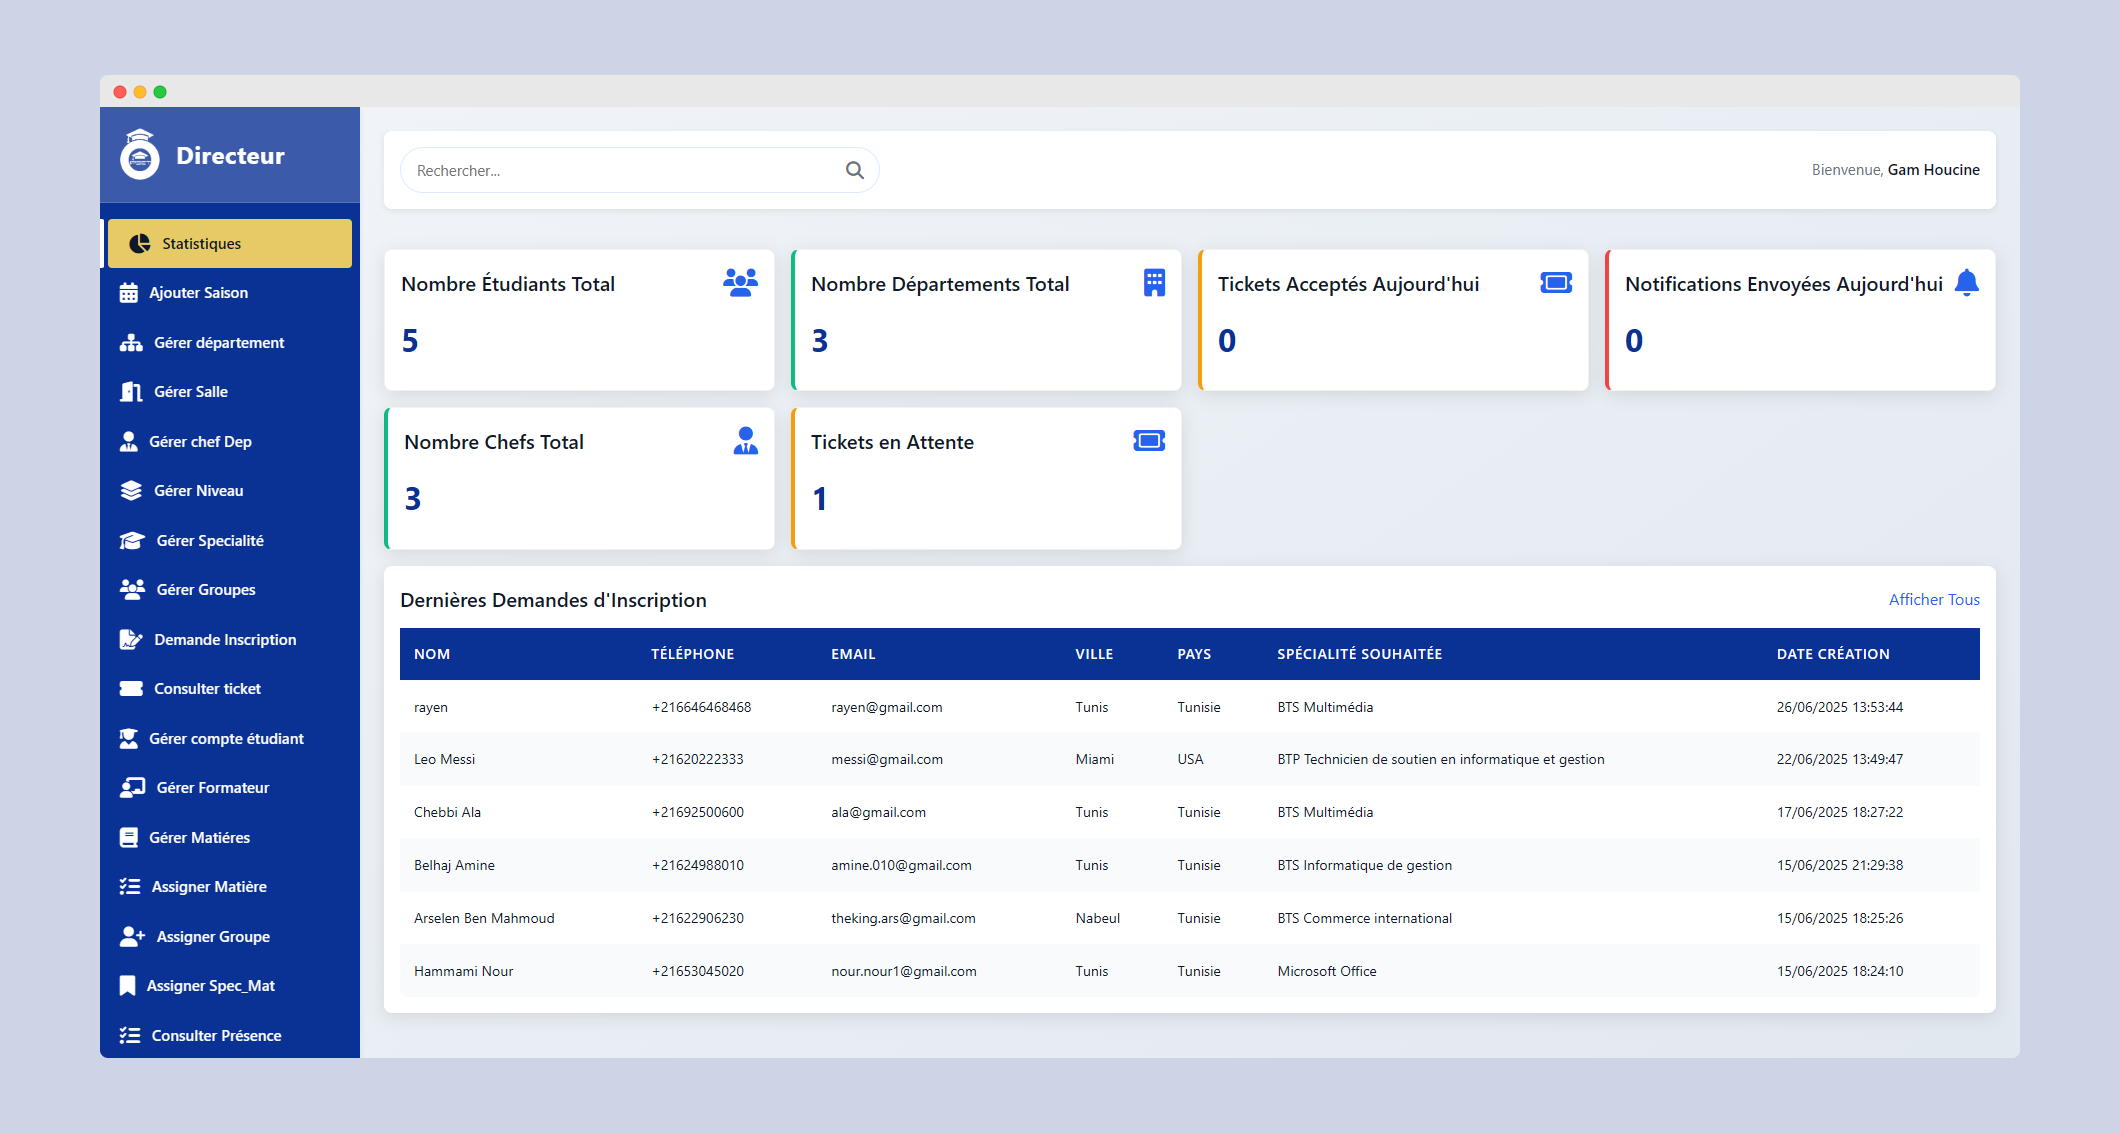 Directeur
Statistiques
Ajouter Saison
Gérer département
Gérer Salle
Gérer chef Dep
Gérer Niveau
Gérer Specialité
Gérer Groupes
Demande Inscription
Consulter ticket
Gérer compte étudiant
Gérer Formateur
Gérer Matiéres
Assigner Matière
Assigner Groupe
Assigner Spec_Mat
Consulter Présence
Rechercher...
Bienvenue, Gam Houcine
Nombre Étudiants Total
5
Nombre Départements Total
3
Tickets Acceptés Aujourd'hui
0
Notifications Envoyées Aujourd'hui
0
Nombre Chefs Total
3
Tickets en Attente
1
Dernières Demandes d'Inscription
Afficher Tous
NOM TÉLÉPHONE EMAIL VILLE PAYS SPÉCIALITÉ SOUHAITÉE DATE CRÉATION
rayen +216646468468 rayen@gmail.com Tunis Tunisie BTS Multimédia 26/06/2025 13:53:44
Leo Messi +21620222333 messi@gmail.com Miami USA BTP Technicien de soutien en informatique et gestion 22/06/2025 13:49:47
Chebbi Ala +21692500600 ala@gmail.com Tunis Tunisie BTS Multimédia 17/06/2025 18:27:22
Belhaj Amine +21624988010 amine.010@gmail.com Tunis Tunisie BTS Informatique de gestion 15/06/2025 21:29:38
Arselen Ben Mahmoud +21622906230 theking.ars@gmail.com Nabeul Tunisie BTS Commerce international 15/06/2025 18:25:26
Hammami Nour +21653045020 nour.nour1@gmail.com Tunis Tunisie Microsoft Office 15/06/2025 18:24:10